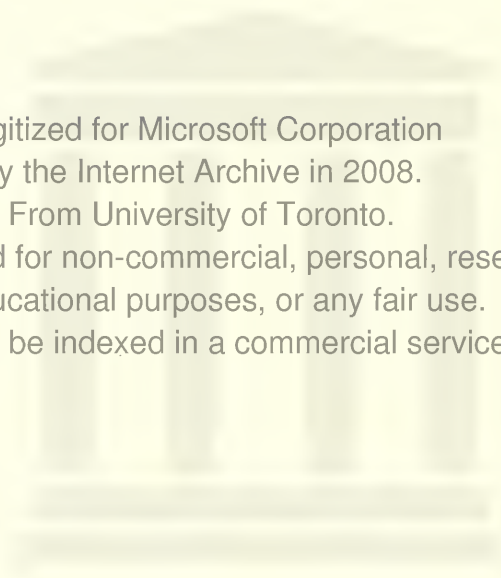 gitized for Microsoft Corporation
y the Internet Archive in 2008.
From University of Toronto.
d for non-commercial, personal, rese
ucational purposes, or any fair use.
be indexed in a commercial service